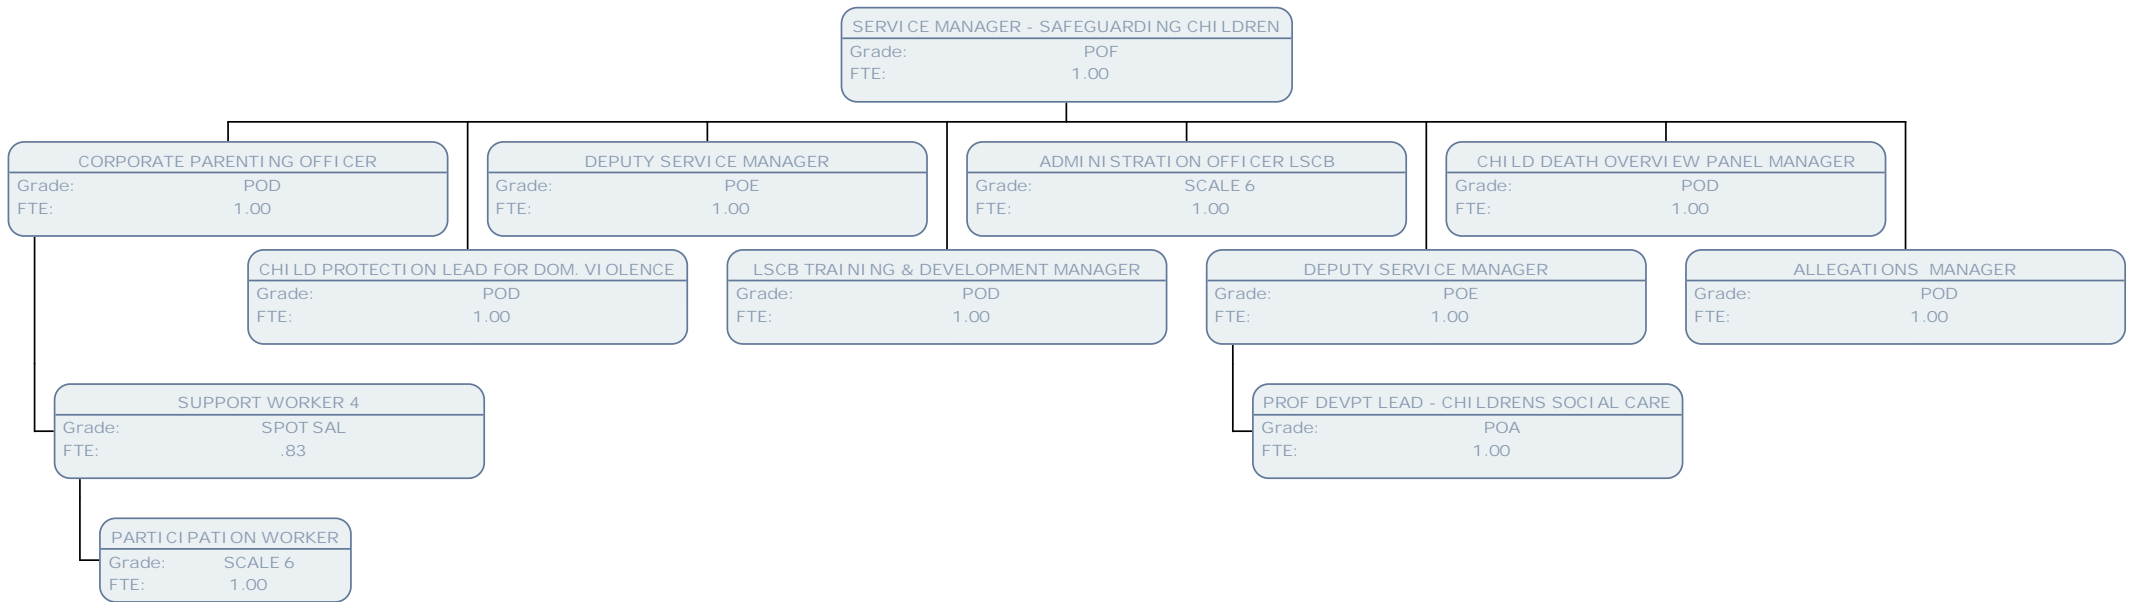 SERVICE MANAGER - SAFEGUARDING CHILDREN
Grade: POF
FTE: 1.00
CORPORATE PARENTING OFFICER
Grade: POD
FTE: 1.00
DEPUTY SERVICE MANAGER
Grade: POE
FTE: 1.00
ADMINISTRATION OFFICER LSCB
Grade: SCALE 6
FTE: 1.00
CHILD DEATH OVERVIEW PANEL MANAGER
Grade: POD
FTE: 1.00
CHILD PROTECTION LEAD FOR DOM. VIOLENCE
Grade: POD
FTE: 1.00
LSCB TRAINING & DEVELOPMENT MANAGER
Grade: POD
FTE: 1.00
DEPUTY SERVICE MANAGER
Grade: POE
FTE: 1.00
ALLEGATIONS MANAGER
Grade: POD
FTE: 1.00
SUPPORT WORKER 4
Grade: SPOT SAL
FTE: .83
PROF DEVPT LEAD - CHILDRENS SOCIAL CARE
Grade: POA
FTE: 1.00
PARTICIPATION WORKER
Grade: SCALE 6
FTE: 1.00